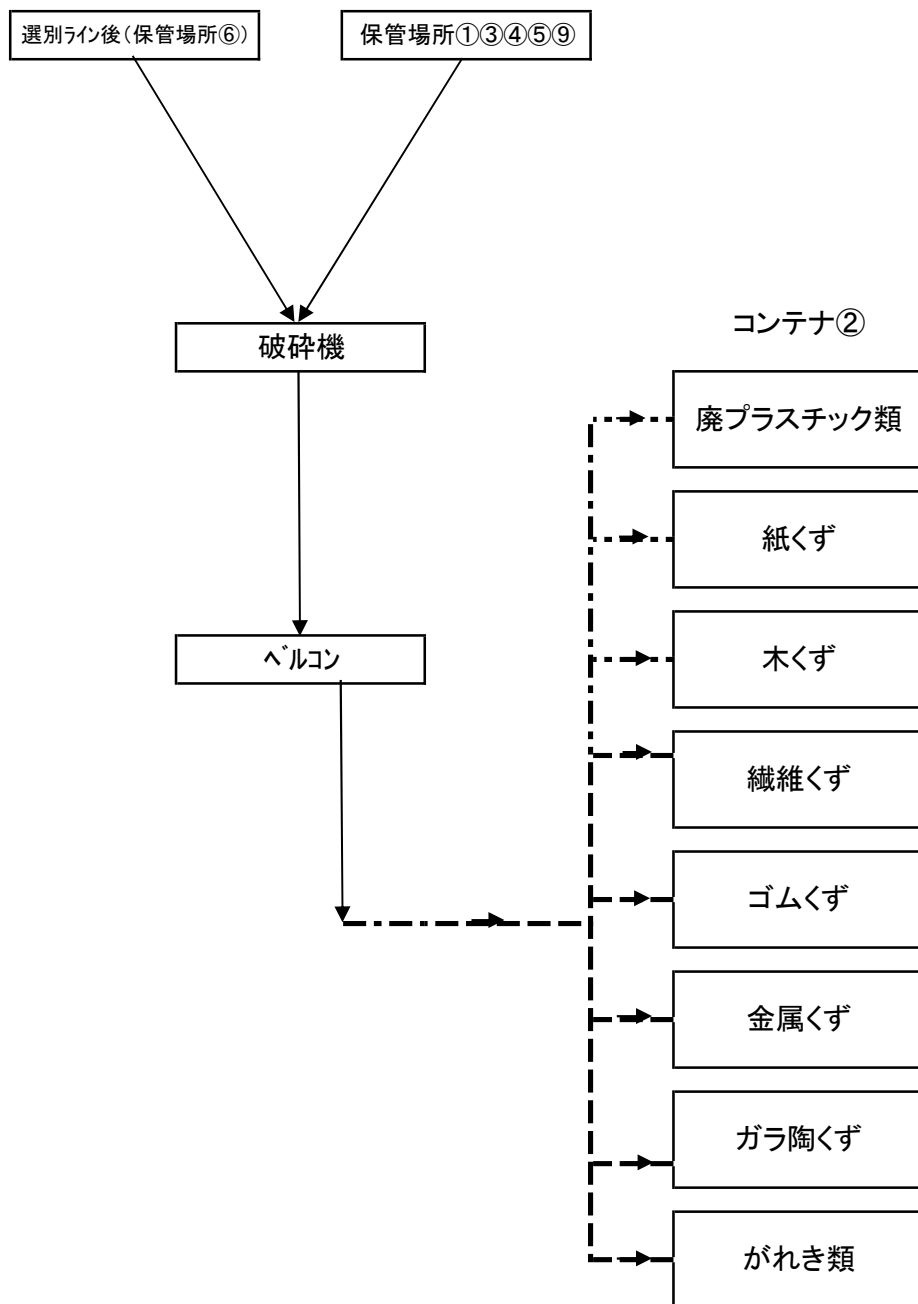 選別ﾗｲﾝ後（保管場所⑥）
保管場所①③④⑤⑨
破砕機
コンテナ②
廃プラスチック類
紙くず
木くず
ﾍﾞﾙｺﾝ
繊維くず
ゴムくず
金属くず
ガラ陶くず
がれき類